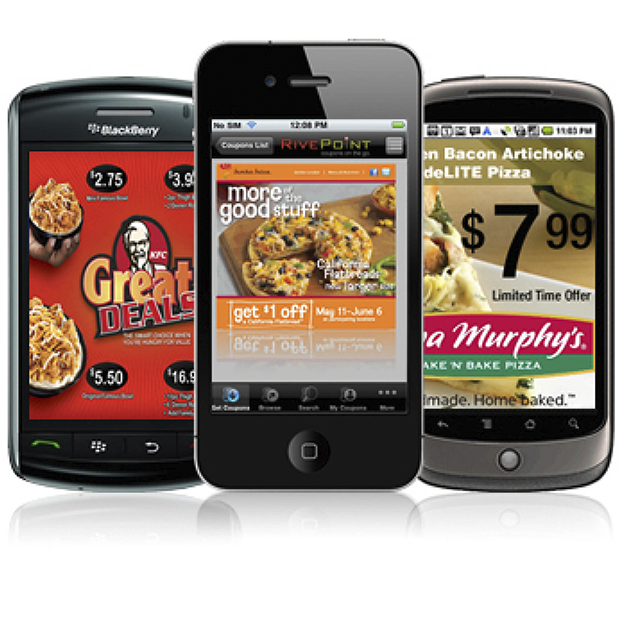 BlackBerry
$2.75
Mini Famous Bowl
$3.9
KFC
Great
DEALS
THE SMART CHOICE WHEN
YOU'RE HUNGRY FOR VALUE
$5.50
Original Famous Bowl
$16.9
No SIM
12:08 PM
Coupons List
RIVEPOINT
coupons on the go
more of the
good stuff
California
Flatbreads
new larger size
get $1 off
a California Flatbread
May 11-June 6
at participating locations
Get Coupons
Browse
Search
My Coupons
More
11:03 PM
en Bacon Artichoke
deLITE Pizza
$7.99
Limited Time Offer
a Murphy's
AKE 'N' BAKE PIZZA
dmade. Home baked.™